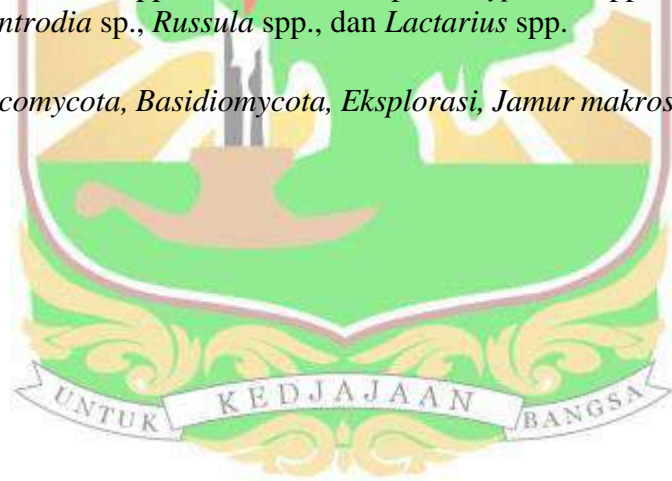 ntrodia sp., Russula spp., dan Lactarius spp.
comycota, Basidiomycota, Eksplorasi, Jamur makros
UNTUK KEDJAJAAN BANGSA